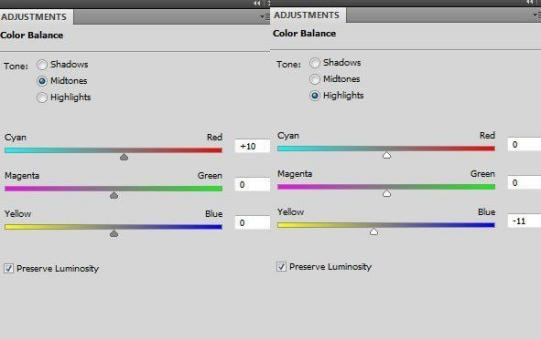 ADJUSTMENTS
Color Balance
Tone:
Shadows
Midtones
Highlights
Cyan Red
+10
Magenta Green
0
Yellow Blue
0
Preserve Luminosity
ADJUSTMENTS
Color Balance
Tone:
Shadows
Midtones
Highlights
Cyan Red
0
Magenta Green
0
Yellow Blue
-11
Preserve Luminosity